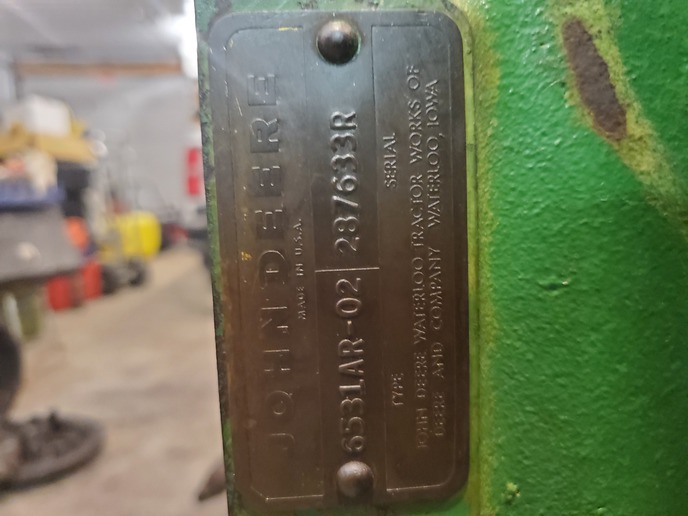 JOHN DEERE
MADE IN U.S.A.
6531AR-02 287633R
TYPE SERIAL
JOHN DEERE WATERLOO TRACTOR WORKS OF
DEERE AND COMPANY WATERLOO, IOWA